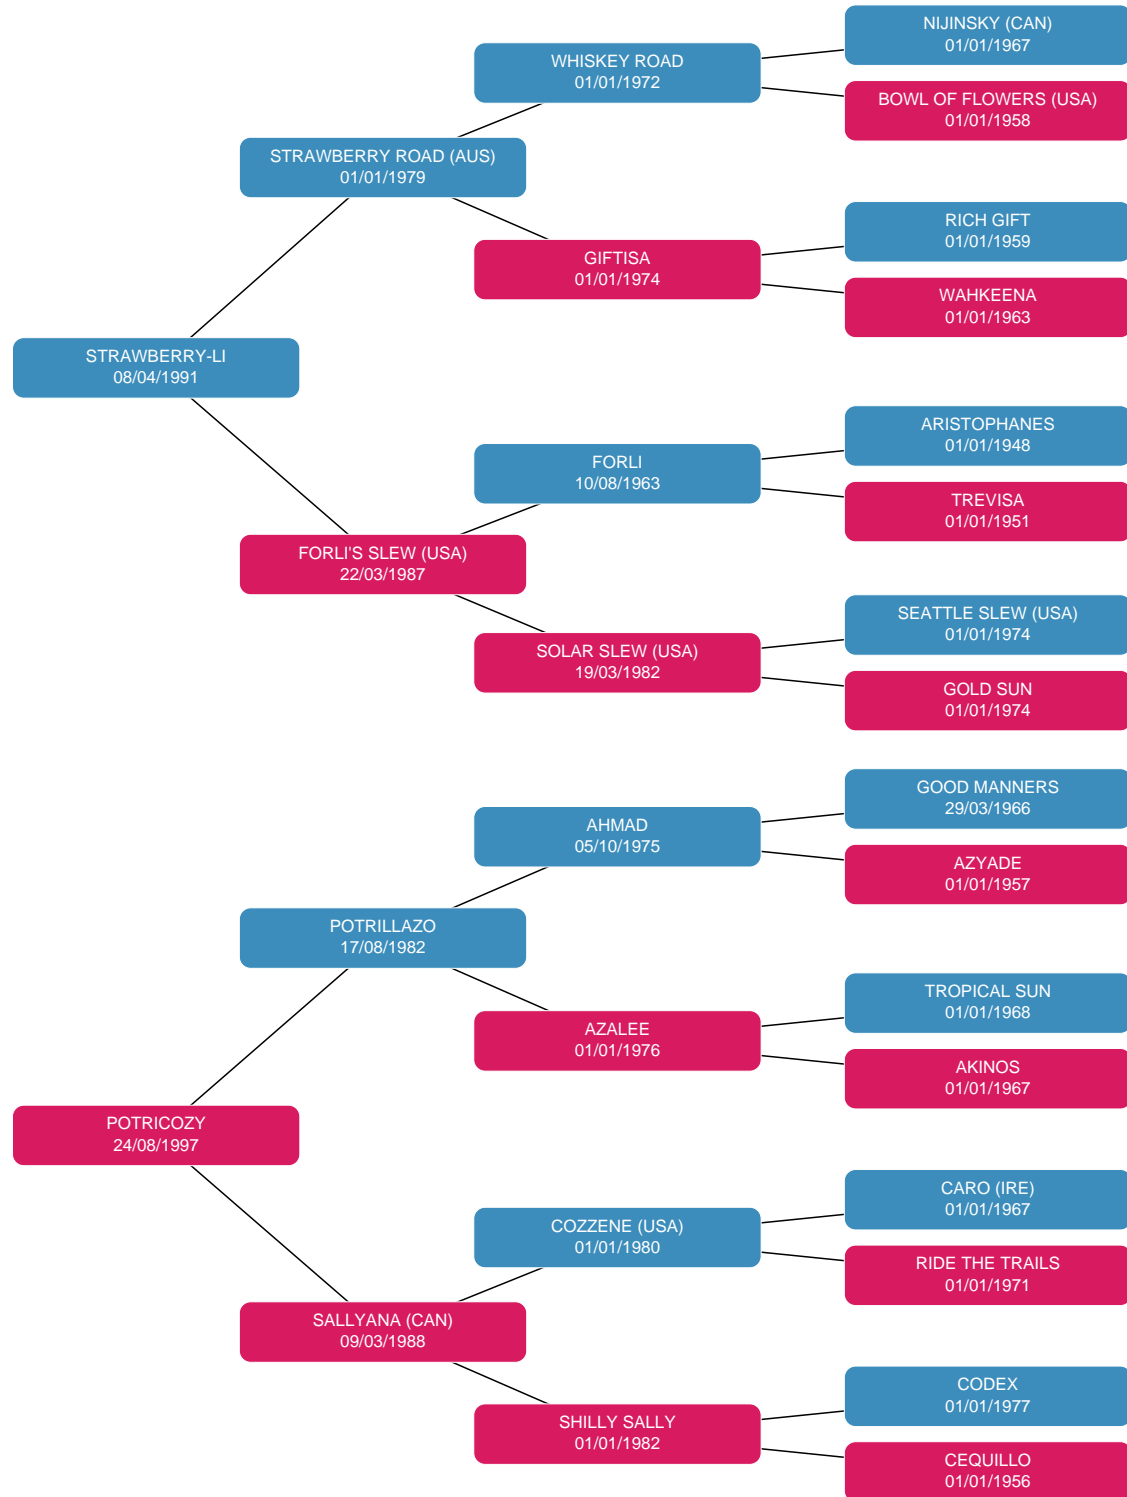 NIJINSKY (CAN)
01/01/1967
WHISKEY ROAD
01/01/1972
BOWL OF FLOWERS (USA)
01/01/1958
STRAWBERRY ROAD (AUS)
01/01/1979
RICH GIFT
01/01/1959
GIFTISA
01/01/1974
WAHKEENA
01/01/1963
STRAWBERRY-LI
08/04/1991
ARISTOPHANES
01/01/1948
FORLI
10/08/1963
TREVISA
01/01/1951
FORLI'S SLEW (USA)
22/03/1987
SEATTLE SLEW (USA)
01/01/1974
SOLAR SLEW (USA)
19/03/1982
GOLD SUN
01/01/1974
GOOD MANNERS
29/03/1966
AHMAD
05/10/1975
AZYADE
01/01/1957
POTRILLAZO
17/08/1982
TROPICAL SUN
01/01/1968
AZALEE
01/01/1976
AKINOS
01/01/1967
POTRICOZY
24/08/1997
CARO (IRE)
01/01/1967
COZZENE (USA)
01/01/1980
RIDE THE TRAILS
01/01/1971
SALLYANA (CAN)
09/03/1988
CODEX
01/01/1977
SHILLY SALLY
01/01/1982
CEQUILLO
01/01/1956